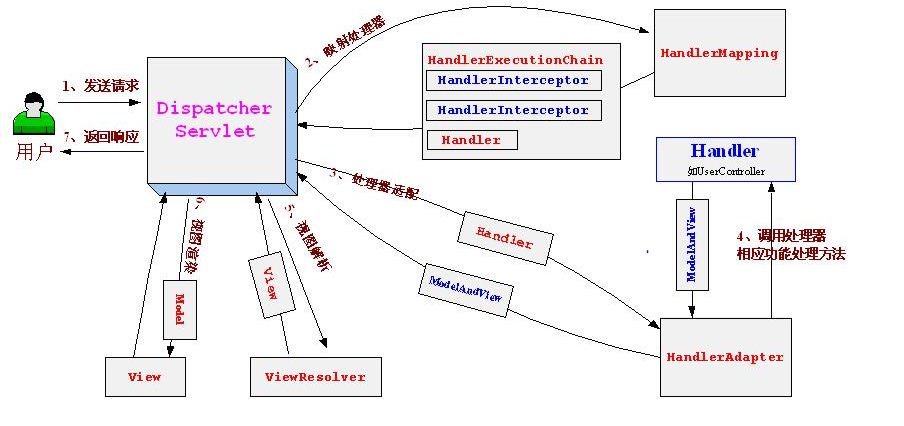 2、映射处理器
HandlerMapping
HandlerExecutionChain
HandlerInterceptor
HandlerInterceptor
Handler
1、发送请求
Dispatcher
Servlet
7、返回响应
用户
Handler
如UserController
3、处理器适配
Handler
ModelAndView
ModelAndView
4、调用处理器
相应功能处理方法
6、视图渲染
5、视图解析
View
Model
View
ViewResolver
HandlerAdapter